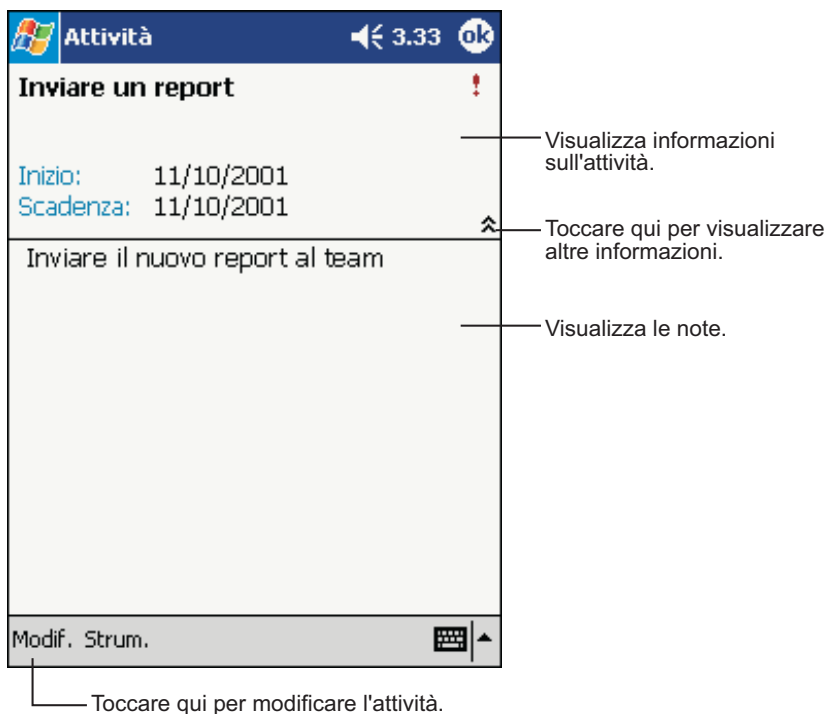 Attività 3.33 ok
Inviare un report !
Visualizza informazioni
sull'attività.
Inizio: 11/10/2001
Scadenza: 11/10/2001
Toccare qui per visualizzare
altre informazioni.
Inviare il nuovo report al team
Visualizza le note.
Modif. Strum.
Toccare qui per modificare l'attività.